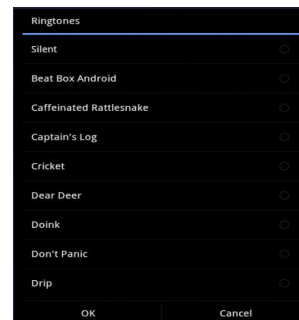 Ringtones
Silent
Beat Box Android
Caffeinated Rattlesnake
Captain's Log
Cricket
Dear Deer
Doink
Don't Panic
Drip
OK Cancel